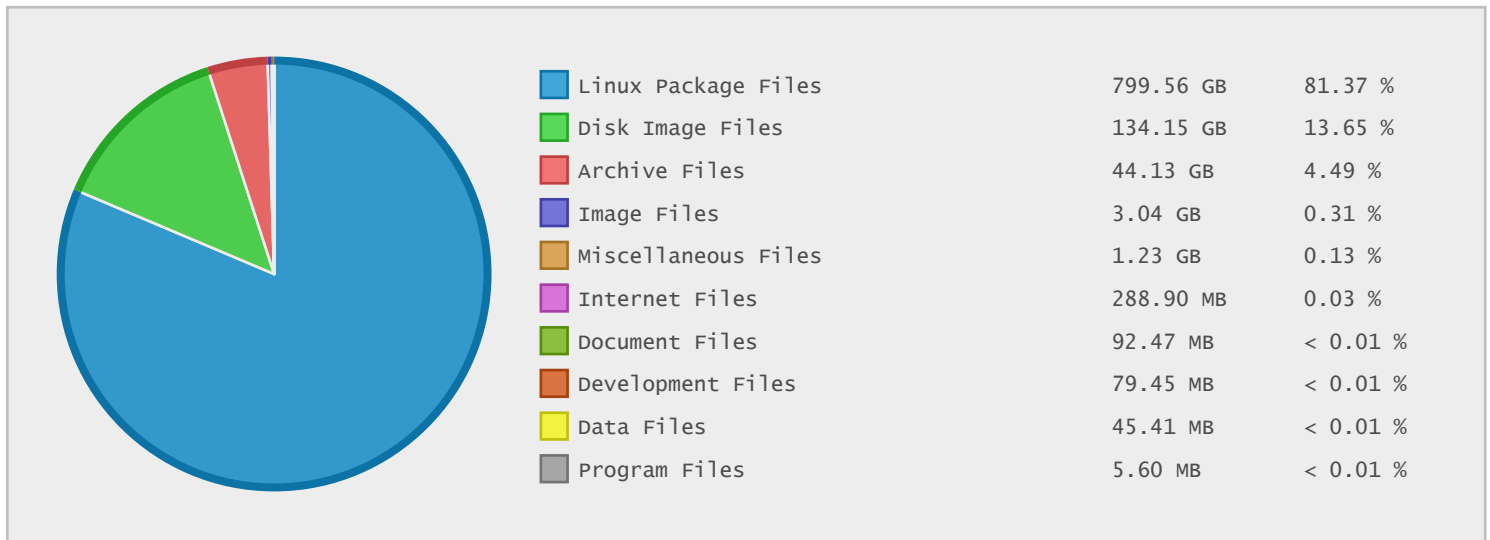 Linux Package Files 799.56 GB 81.37 %
Disk Image Files 134.15 GB 13.65 %
Archive Files 44.13 GB 4.49 %
Image Files 3.04 GB 0.31 %
Miscellaneous Files 1.23 GB 0.13 %
Internet Files 288.90 MB 0.03 %
Document Files 92.47 MB < 0.01 %
Development Files 79.45 MB < 0.01 %
Data Files 45.41 MB < 0.01 %
Program Files 5.60 MB < 0.01 %